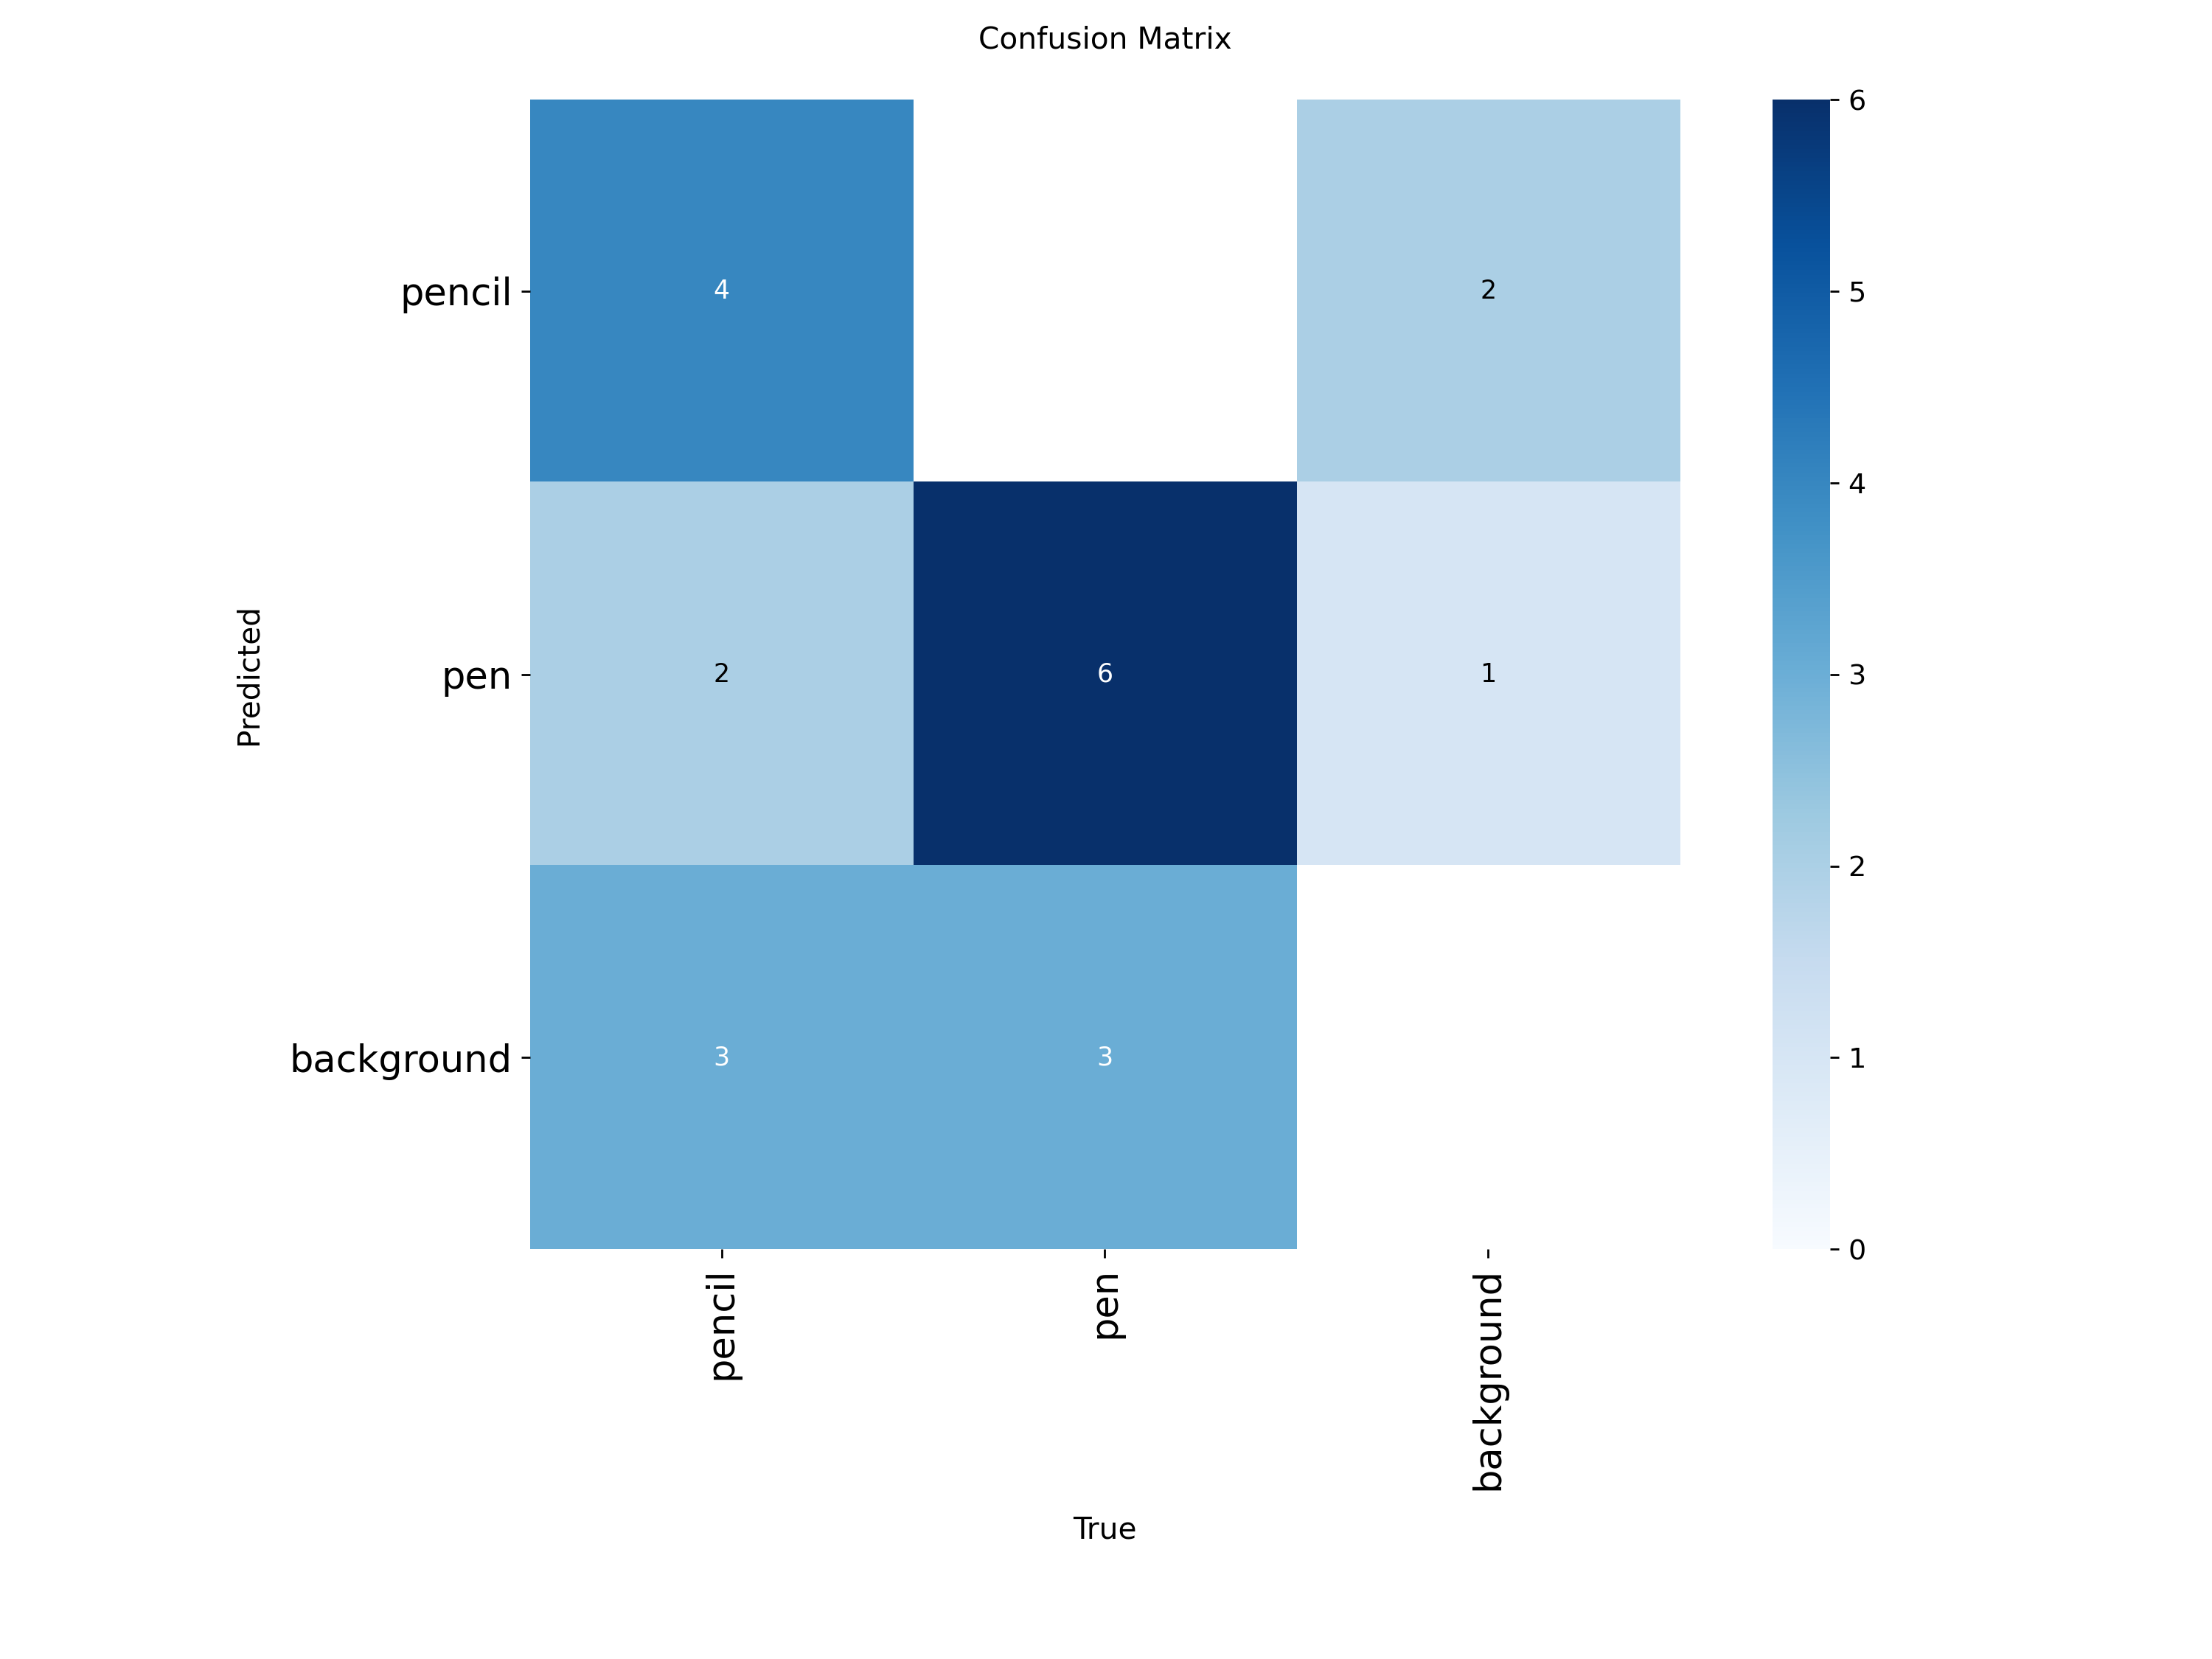 Confusion Matrix
6
pencil
4
2
5
4
Predicted
pen
2
6
1
3
2
background
3
3
1
0
pencil
pen
background
True